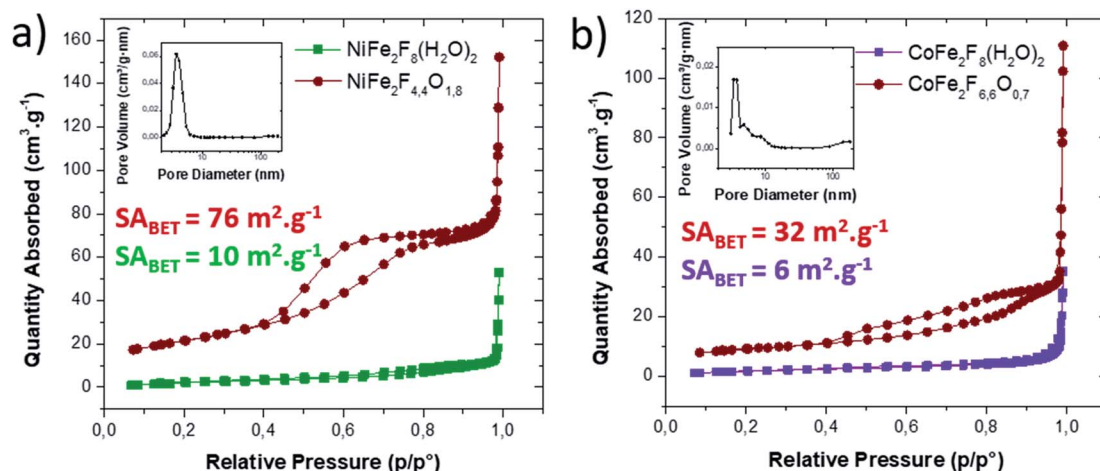 a)
NiFe₂F₈(H₂O)₂
NiFe₂F₄,₄O₁,₈
Quantity Absorbed (cm³.g⁻¹)
160
140
120
100
80
60
40
20
0
Pore Volume (cm³/g·nm)
0,06
0,04
0,02
0,00
10
100
Pore Diameter (nm)
SA_BET = 76 m².g⁻¹
SA_BET = 10 m².g⁻¹
0,0 0,2 0,4 0,6 0,8 1,0
Relative Pressure (p/p°)
b)
CoFe₂F₈(H₂O)₂
CoFe₂F₆,₆O₀,₇
Quantity Absorbed (cm³.g⁻¹)
120
100
80
60
40
20
0
Pore Volume (cm³/g·nm)
0,02
0,01
0,00
10
100
Pore Diameter (nm)
SA_BET = 32 m².g⁻¹
SA_BET = 6 m².g⁻¹
0,0 0,2 0,4 0,6 0,8 1,0
Relative Pressure (p/p°)